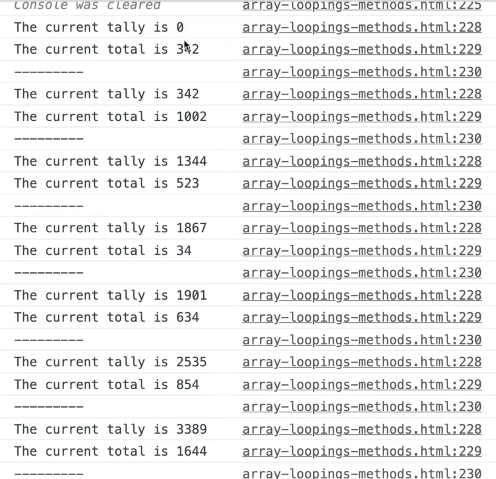 Console was cleared array-loopings-methods.html:225
The current tally is 0 array-loopings-methods.html:228
The current total is 342 array-loopings-methods.html:229
--------- array-loopings-methods.html:230
The current tally is 342 array-loopings-methods.html:228
The current total is 1002 array-loopings-methods.html:229
--------- array-loopings-methods.html:230
The current tally is 1344 array-loopings-methods.html:228
The current total is 523 array-loopings-methods.html:229
--------- array-loopings-methods.html:230
The current tally is 1867 array-loopings-methods.html:228
The current total is 34 array-loopings-methods.html:229
--------- array-loopings-methods.html:230
The current tally is 1901 array-loopings-methods.html:228
The current total is 634 array-loopings-methods.html:229
--------- array-loopings-methods.html:230
The current tally is 2535 array-loopings-methods.html:228
The current total is 854 array-loopings-methods.html:229
--------- array-loopings-methods.html:230
The current tally is 3389 array-loopings-methods.html:228
The current total is 1644 array-loopings-methods.html:229
--------- array-loopings-methods.html:230